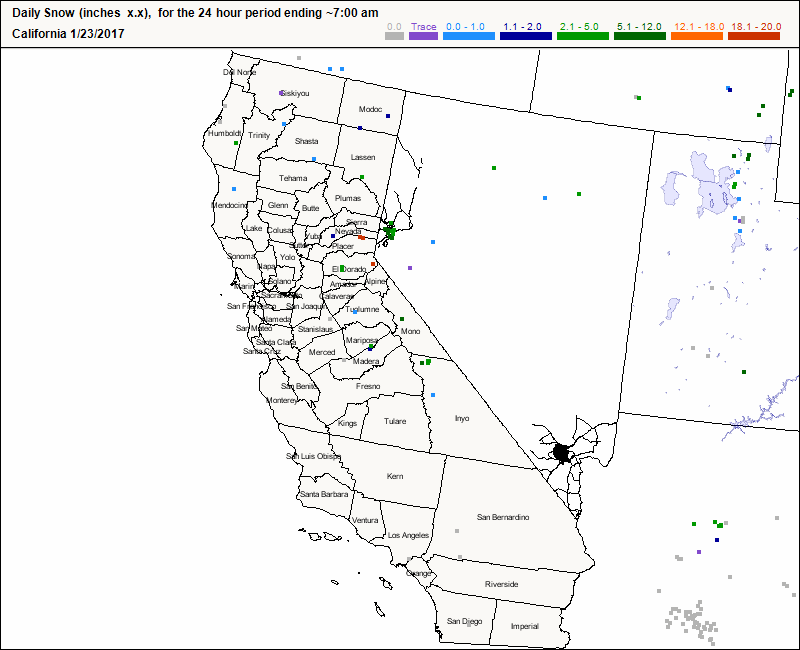 Daily Snow (inches x.x), for the 24 hour period ending ~7:00 am
California 1/23/2017
0.0 Trace 0.0 - 1.0 1.1 - 2.0 2.1 - 5.0 5.1 - 12.0 12.1 - 18.0 18.1 - 20.0
Del Norte
Siskiyou
Modoc
Humboldt
Trinity
Shasta
Lassen
Tehama
Plumas
Mendocino
Glenn
Butte
Sierra
Lake
Colusa
Yuba
Nevada
Sutter
Placer
Sonoma
Napa
Yolo
El Dorado
Marin
Solano
Amador
Alpine
Sacramento
Calaveras
San Francisco
San Joaquin
Tuolumne
Alameda
San Mateo
Stanislaus
Mono
Santa Clara
Mariposa
Santa Cruz
Merced
Madera
San Benito
Fresno
Monterey
Kings
Tulare
Inyo
San Luis Obispo
Kern
Santa Barbara
San Bernardino
Ventura
Los Angeles
Orange
Riverside
San Diego
Imperial